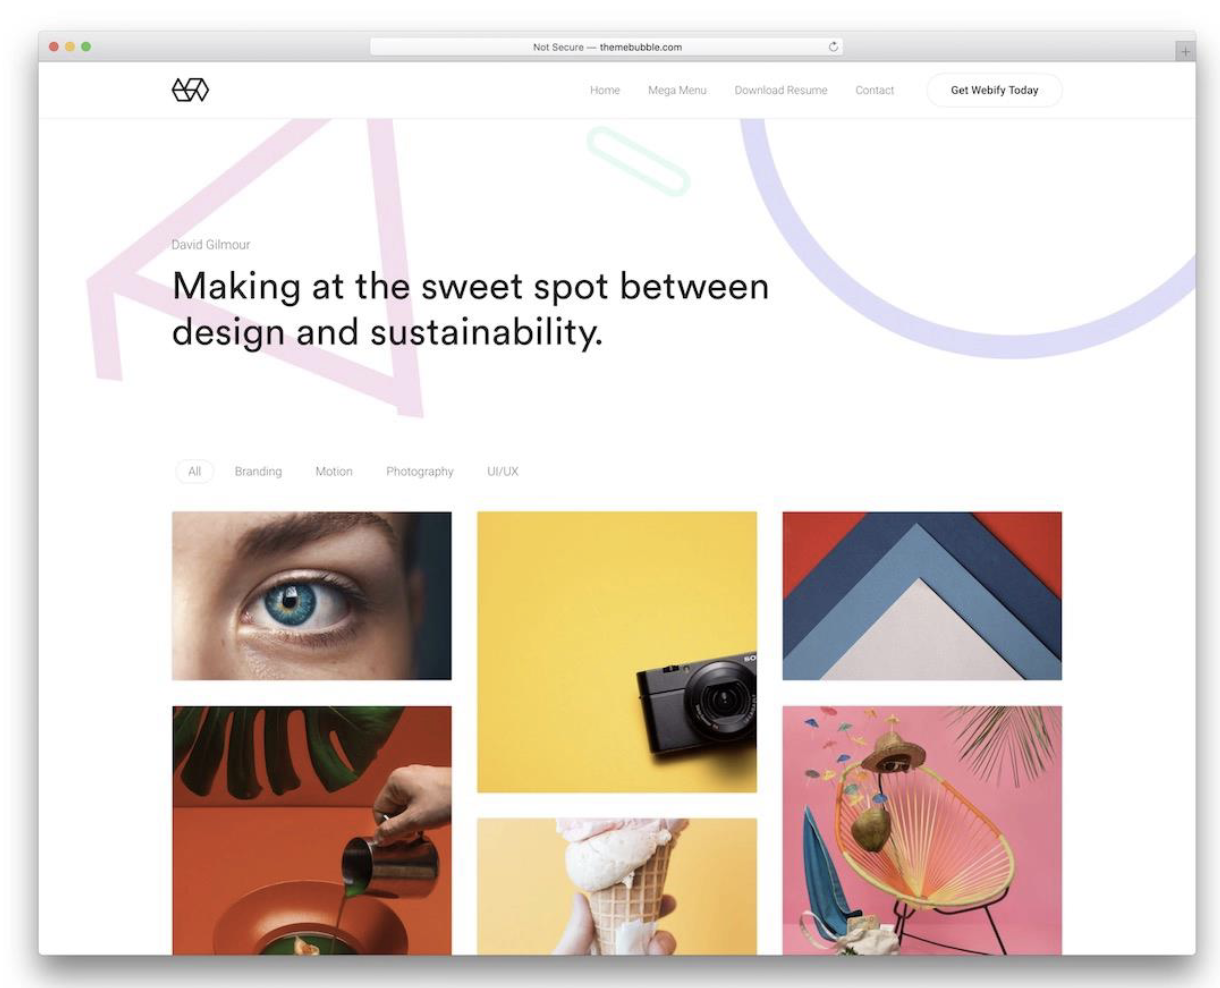 Not Secure — themebubble.com
Home Mega Menu Download Resume Contact Get Webify Today
David Gilmour
Making at the sweet spot between
design and sustainability.
All Branding Motion Photography UI/UX